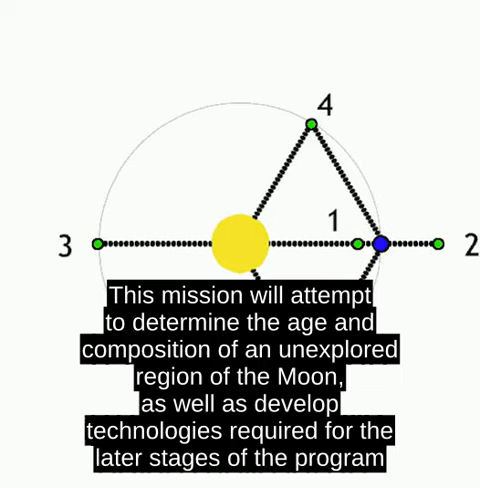 4
1
3
2
This mission will attempt
to determine the age and
composition of an unexplored
region of the Moon,
as well as develop
technologies required for the
later stages of the program